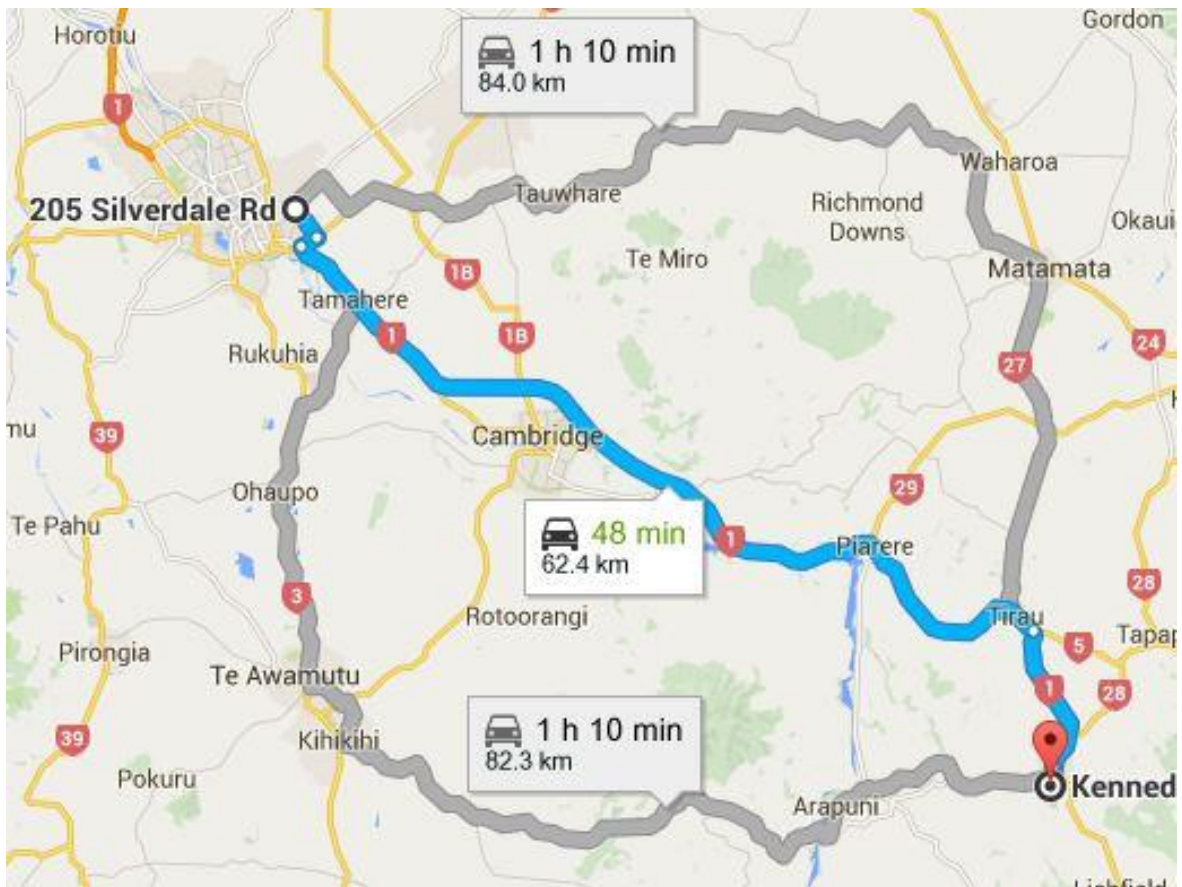 Horotiu
Gordon
1 h 10 min
84.0 km
1
Waharoa
Tauwhare
205 Silverdale Rd
Richmond
Downs
Okaui
Te Miro
1B
Matamata
Tamahere
1
1B
Rukuhia
24
27
39
Cambridge
29
Ohaupo
Te Pahu
48 min
62.4 km
1
Piarere
3
28
Rotoorangi
Tirau
5
Tapap
Pirongia
Te Awamutu
1
28
1 h 10 min
82.3 km
39
Kihikihi
Pokuru
Arapuni
Kenned